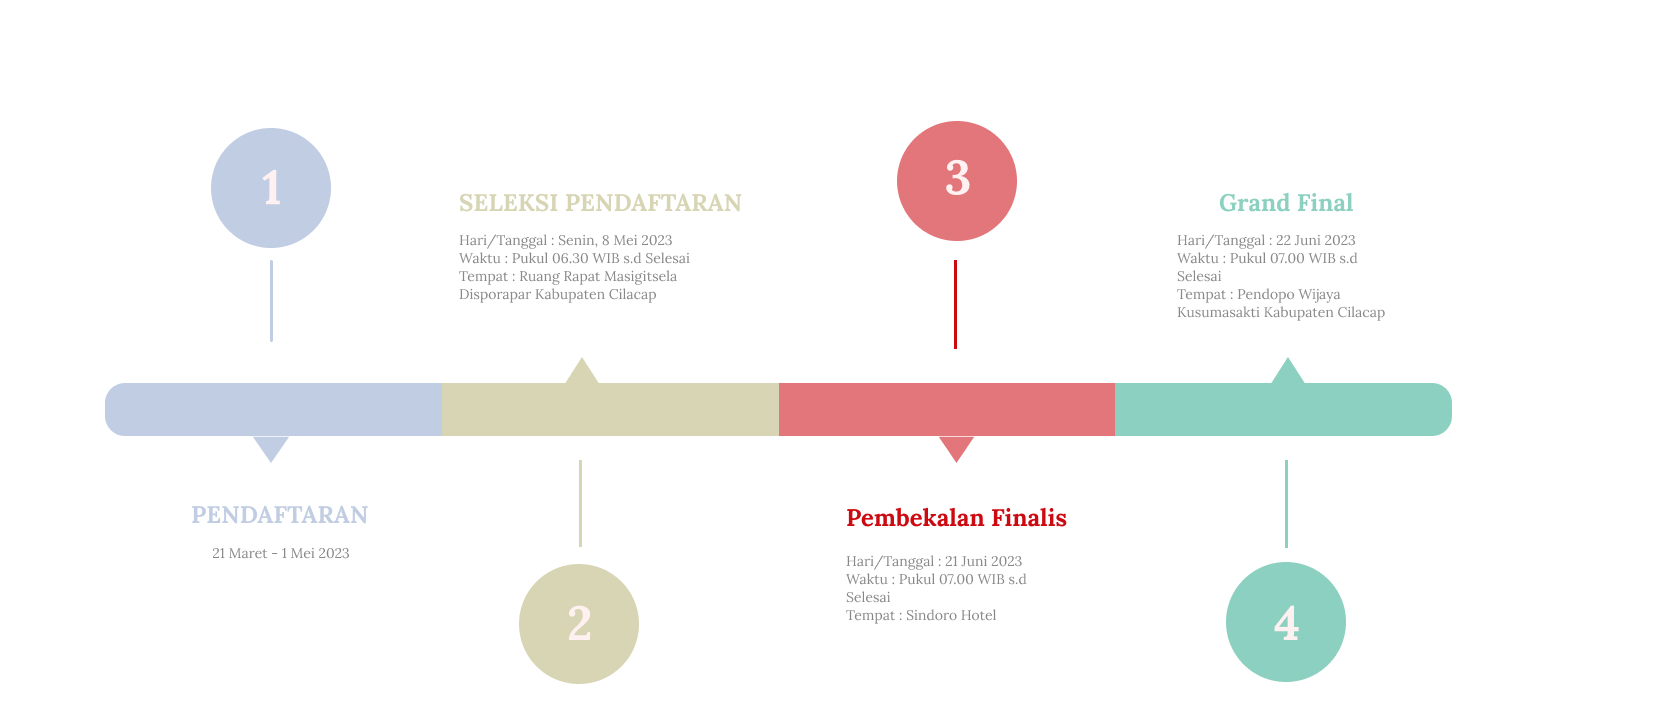 1
PENDAFTARAN
21 Maret - 1 Mei 2023
SELEKSI PENDAFTARAN
Hari/Tanggal : Senin, 8 Mei 2023
Waktu : Pukul 06.30 WIB s.d Selesai
Tempat : Ruang Rapat Masigitsela
Disporapar Kabupaten Cilacap
2
3
Pembekalan Finalis
Hari/Tanggal : 21 Juni 2023
Waktu : Pukul 07.00 WIB s.d
Selesai
Tempat : Sindoro Hotel
Grand Final
Hari/Tanggal : 22 Juni 2023
Waktu : Pukul 07.00 WIB s.d
Selesai
Tempat : Pendopo Wijaya
Kusumasakti Kabupaten Cilacap
4